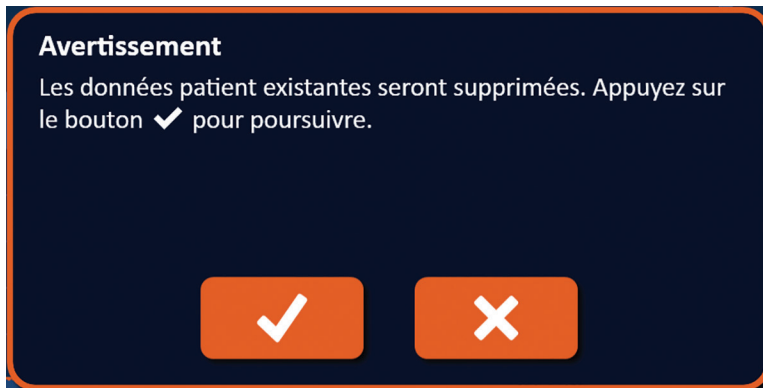 Avertissement
Les données patient existantes seront supprimées. Appuyez sur
le bouton ✔ pour poursuivre.